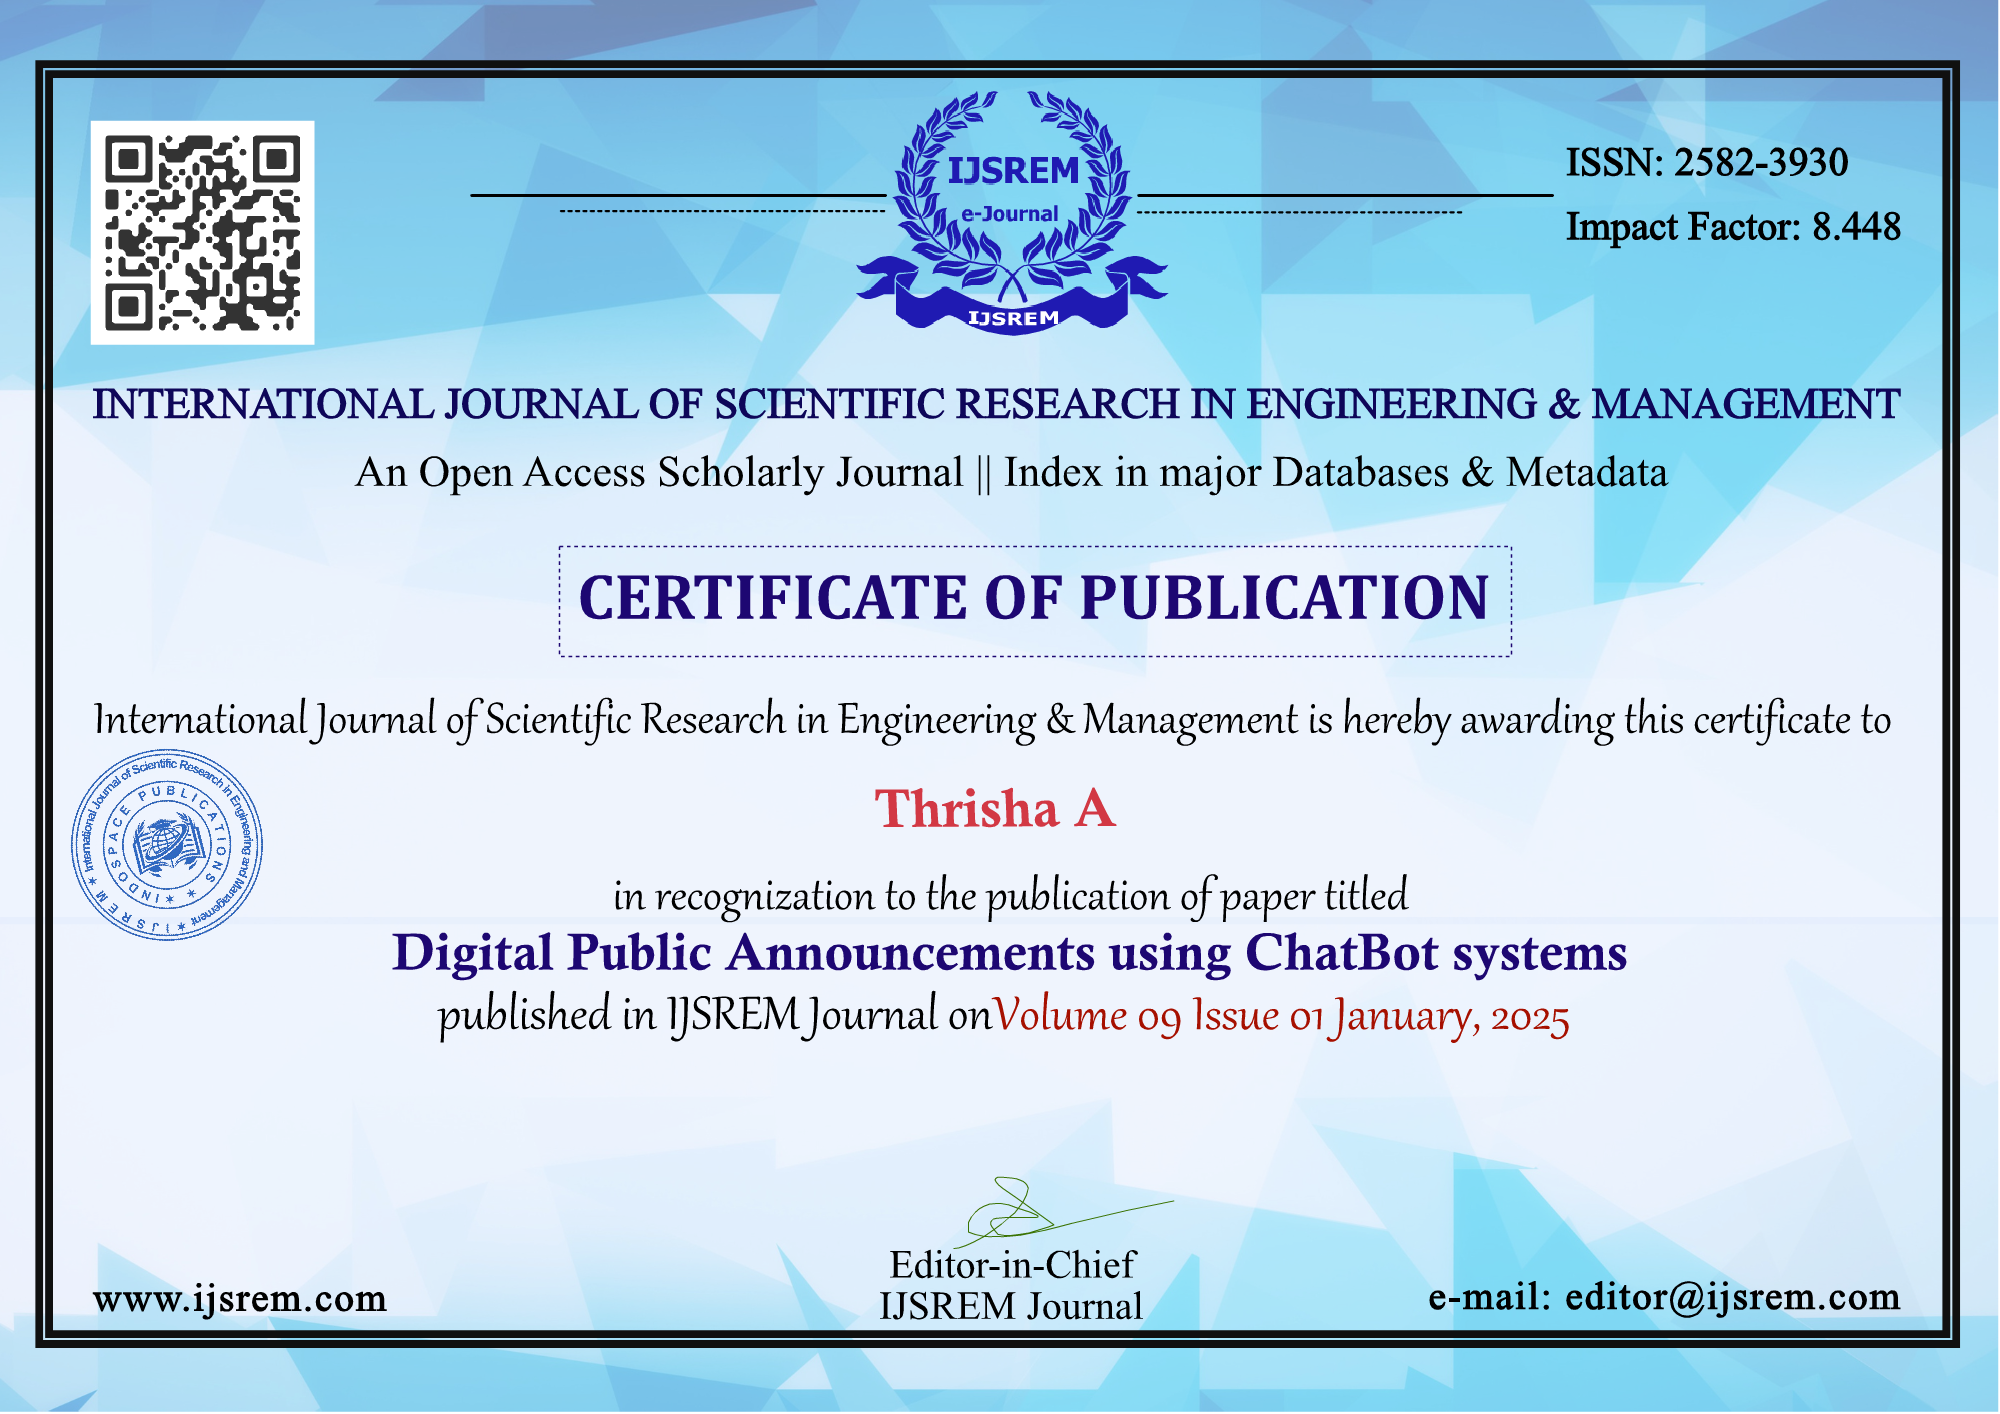 IJSREM
e-Journal
IJSREM
ISSN: 2582-3930
Impact Factor: 8.448
INTERNATIONAL JOURNAL OF SCIENTIFIC RESEARCH IN ENGINEERING & MANAGEMENT
An Open Access Scholarly Journal || Index in major Databases & Metadata
CERTIFICATE OF PUBLICATION
International Journal of Scientific Research in Engineering & Management is hereby awarding this certificate to
International Journal of Scientific Research in Engineering and Management ✶ IJSREM ✶
INDOSPACE PUBLICATIONS ✶ ✶
Thrisha A
in recognization to the publication of paper titled
Digital Public Announcements using ChatBot systems
published in IJSREM Journal on Volume 09 Issue 01 January, 2025
Editor-in-Chief
IJSREM Journal
www.ijsrem.com
e-mail: editor@ijsrem.com